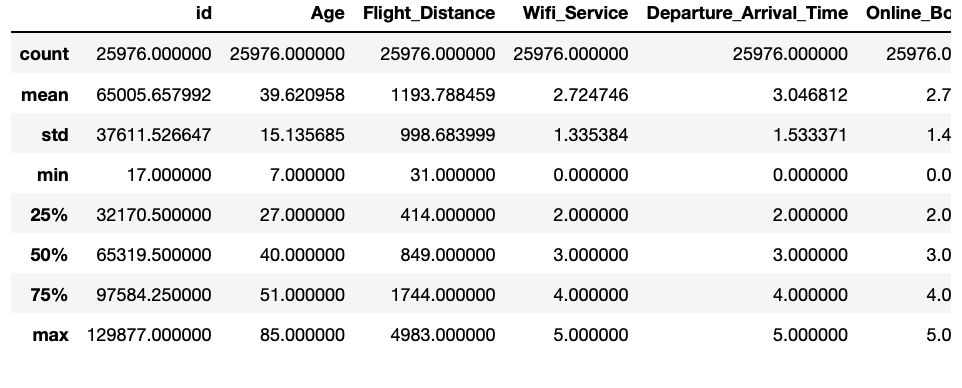 id Age Flight_Distance Wifi_Service Departure_Arrival_Time Online_Bo
count 25976.000000 25976.000000 25976.000000 25976.000000 25976.000000 25976.0
mean 65005.657992 39.620958 1193.788459 2.724746 3.046812 2.7
std 37611.526647 15.135685 998.683999 1.335384 1.533371 1.4
min 17.000000 7.000000 31.000000 0.000000 0.000000 0.0
25% 32170.500000 27.000000 414.000000 2.000000 2.000000 2.0
50% 65319.500000 40.000000 849.000000 3.000000 3.000000 3.0
75% 97584.250000 51.000000 1744.000000 4.000000 4.000000 4.0
max 129877.000000 85.000000 4983.000000 5.000000 5.000000 5.0